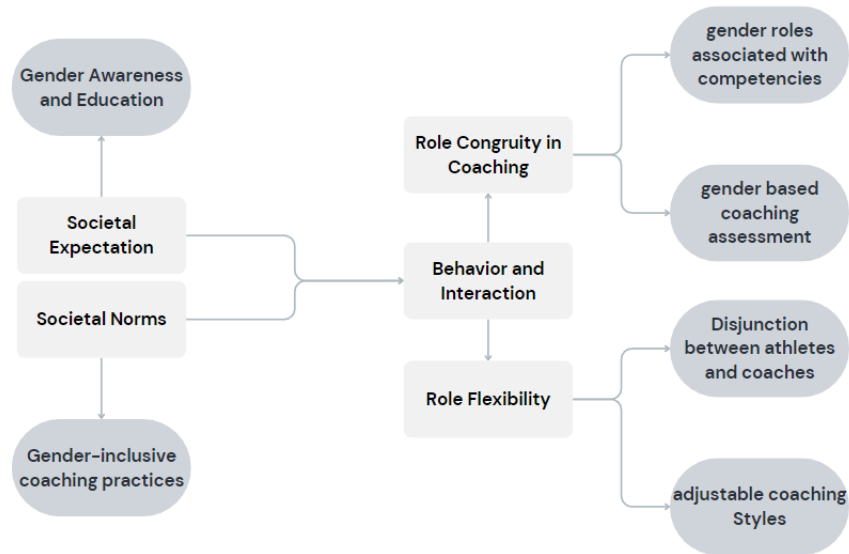 Gender Awareness
and Education
Societal
Expectation
Societal Norms
Gender-inclusive
coaching practices
Role Congruity in
Coaching
Behavior and
Interaction
Role Flexibility
gender roles
associated with
competencies
gender based
coaching
assessment
Disjunction
between athletes
and coaches
adjustable coaching
Styles